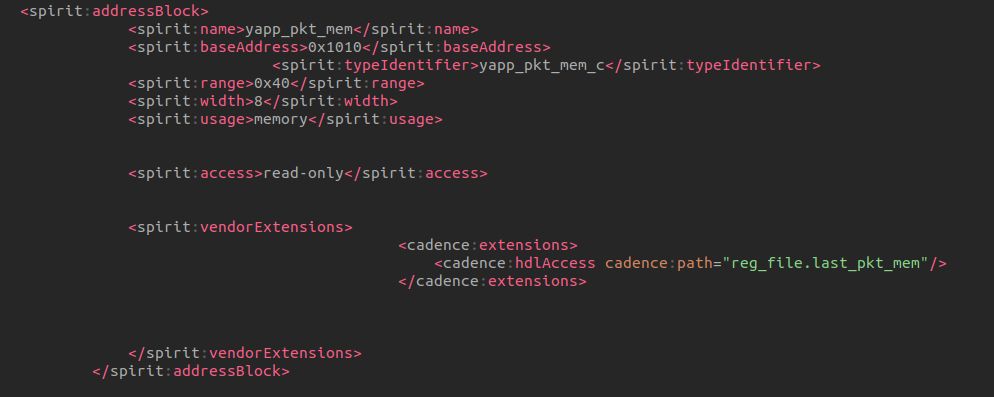 <spirit:addressBlock>
<spirit:name>yapp_pkt_mem</spirit:name>
<spirit:baseAddress>0x1010</spirit:baseAddress>
<spirit:typeIdentifier>yapp_pkt_mem_c</spirit:typeIdentifier>
<spirit:range>0x40</spirit:range>
<spirit:width>8</spirit:width>
<spirit:usage>memory</spirit:usage>
<spirit:access>read-only</spirit:access>
<spirit:vendorExtensions>
<cadence:extensions>
<cadence:hdlAccess cadence:path="reg_file.last_pkt_mem"/>
</cadence:extensions>
</spirit:vendorExtensions>
</spirit:addressBlock>